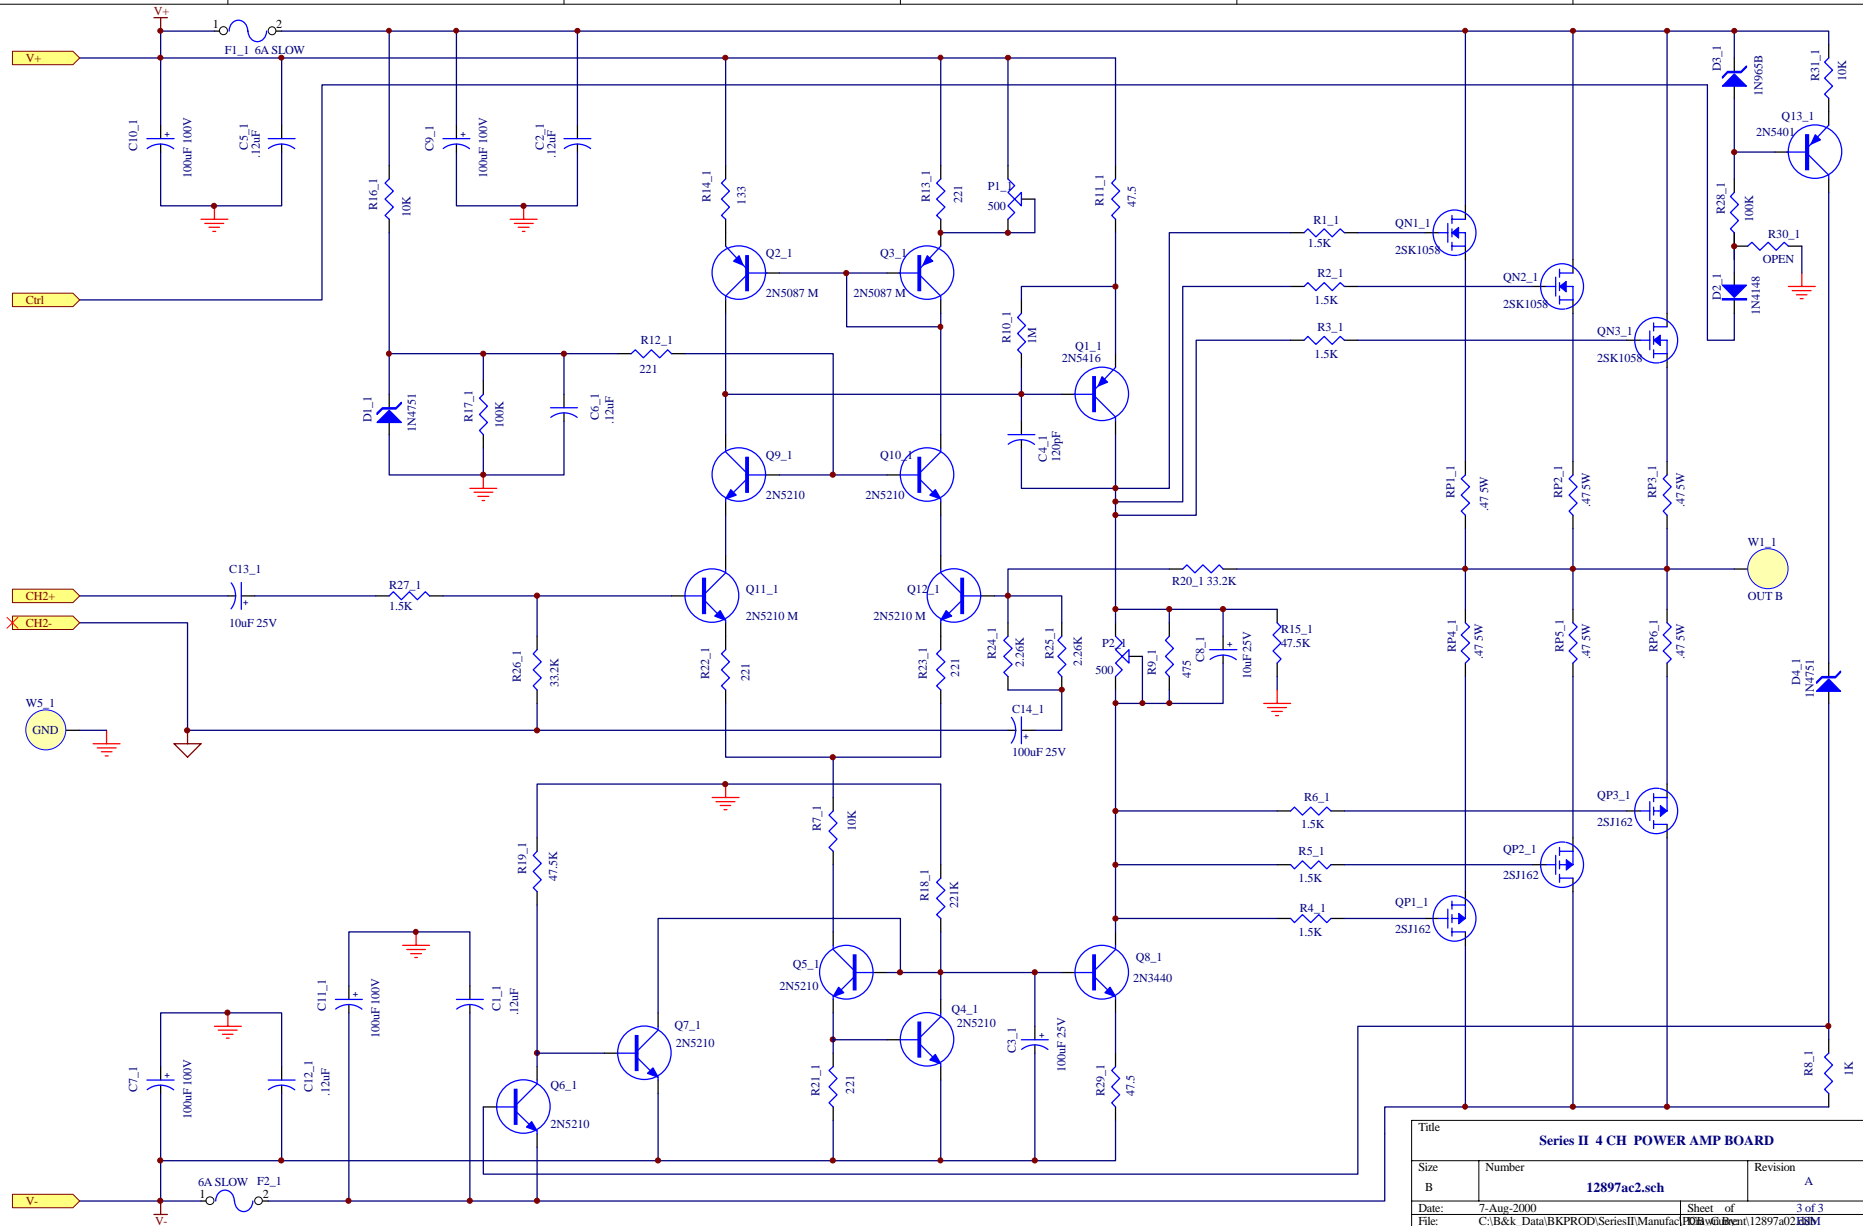 V+
1
2
F1_1 6A SLOW
V+
C10_1
100uF 100V
C5_1
.12uF
C9_1
100uF 100V
C2_1
.12uF
R16_1
10K
R14_1
133
R13_1
221
P1_1
500
R11_1
47.5
D3_1
1N965B
R31_1
10K
Q13_1
2N5401
R28_1
100K
R30_1
OPEN
D2_1
1N4148
Ctrl
Q2_1
2N5087 M
Q3_1
2N5087 M
R1_1
1.5K
QN1_1
2SK1058
R2_1
1.5K
QN2_1
2SK1058
R3_1
1.5K
QN3_1
2SK1058
R12_1
221
R10_1
1M
Q1_1
2N5416
D1_1
1N4751
R17_1
100K
C6_1
.12uF
C4_1
120pF
Q9_1
2N5210
Q10_1
2N5210
RP1_1
.47 5W
RP2_1
.47 5W
RP3_1
.47 5W
W1_1
OUT B
CH2+
CH2-
C13_1
10uF 25V
R27_1
1.5K
Q11_1
2N5210 M
Q12_1
2N5210 M
R20_1 33.2K
R26_1
33.2K
R22_1
221
R23_1
221
R24_1
2.26K
R25_1
2.26K
P2_1
500
R9_1
475
C8_1
10uF 25V
R15_1
47.5K
RP4_1
.47 5W
RP5_1
.47 5W
RP6_1
.47 5W
D4_1
1N4751
W5_1
GND
C14_1
100uF 25V
R19_1
47.5K
R7_1
10K
R18_1
221K
R6_1
1.5K
QP3_1
2SJ162
R5_1
1.5K
QP2_1
2SJ162
R4_1
1.5K
QP1_1
2SJ162
Q5_1
2N5210
Q8_1
2N3440
C11_1
100uF 100V
C1_1
.12uF
Q7_1
2N5210
Q4_1
2N5210
C3_1
100uF 25V
C7_1
100uF 100V
C12_1
.12uF
Q6_1
2N5210
R21_1
221
R29_1
47.5
R8_1
1K
V-
6A SLOW F2_1
1
2
V-
Title
Series II 4 CH POWER AMP BOARD
Size
B
Number
12897ac2.sch
Revision
A
Date:
7-Aug-2000
Sheet of
3 of 3
File:
C:\B&k_Data\BKPROD\SeriesII\Manufac